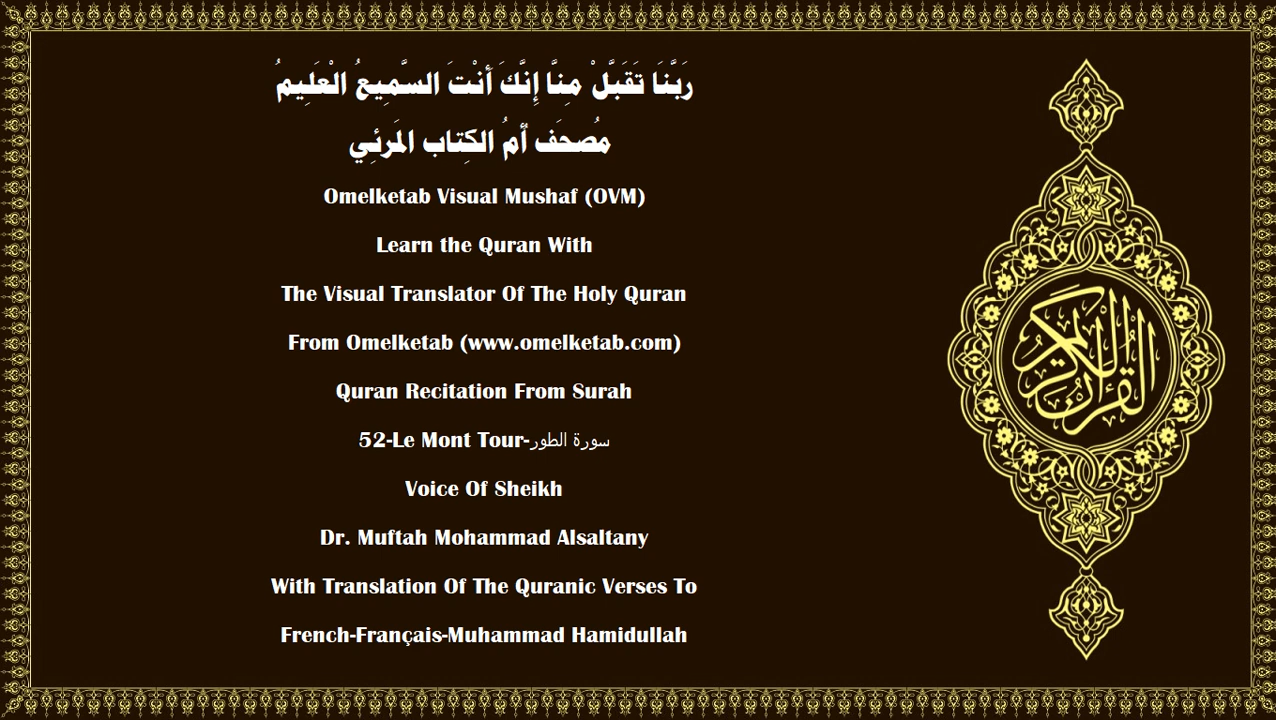 رَبَّنَا تَقَبَّلْ مِنَّا إِنَّكَ أَنْتَ السَّمِيعُ الْعَلِيمُ
مُصحَف أمُ الكِتاب المَرئِي
Omelketab Visual Mushaf (OVM)
Learn the Quran With
The Visual Translator Of The Holy Quran
From Omelketab (www.omelketab.com)
Quran Recitation From Surah
52-Le Mont Tour-سورة الطور
Voice Of Sheikh
Dr. Muftah Mohammad Alsaltany
With Translation Of The Quranic Verses To
French-Français-Muhammad Hamidullah
القرآن الكريم